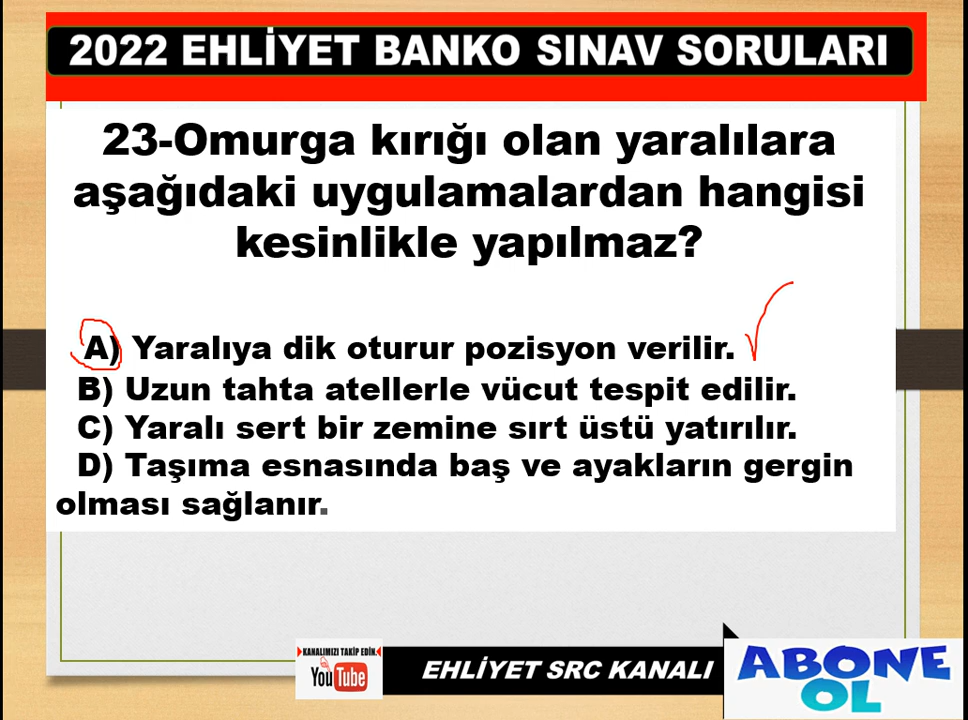 2022 EHLİYET BANKO SINAV SORULARI
23-Omurga kırığı olan yaralılara
aşağıdaki uygulamalardan hangisi
kesinlikle yapılmaz?
A) Yaralıya dik oturur pozisyon verilir.
B) Uzun tahta atellerle vücut tespit edilir.
C) Yaralı sert bir zemine sırt üstü yatırılır.
D) Taşıma esnasında baş ve ayakların gergin
olması sağlanır.
KANALIMIZI TAKİP EDİN.
YouTube
EHLİYET SRC KANALI
ABONE
OL